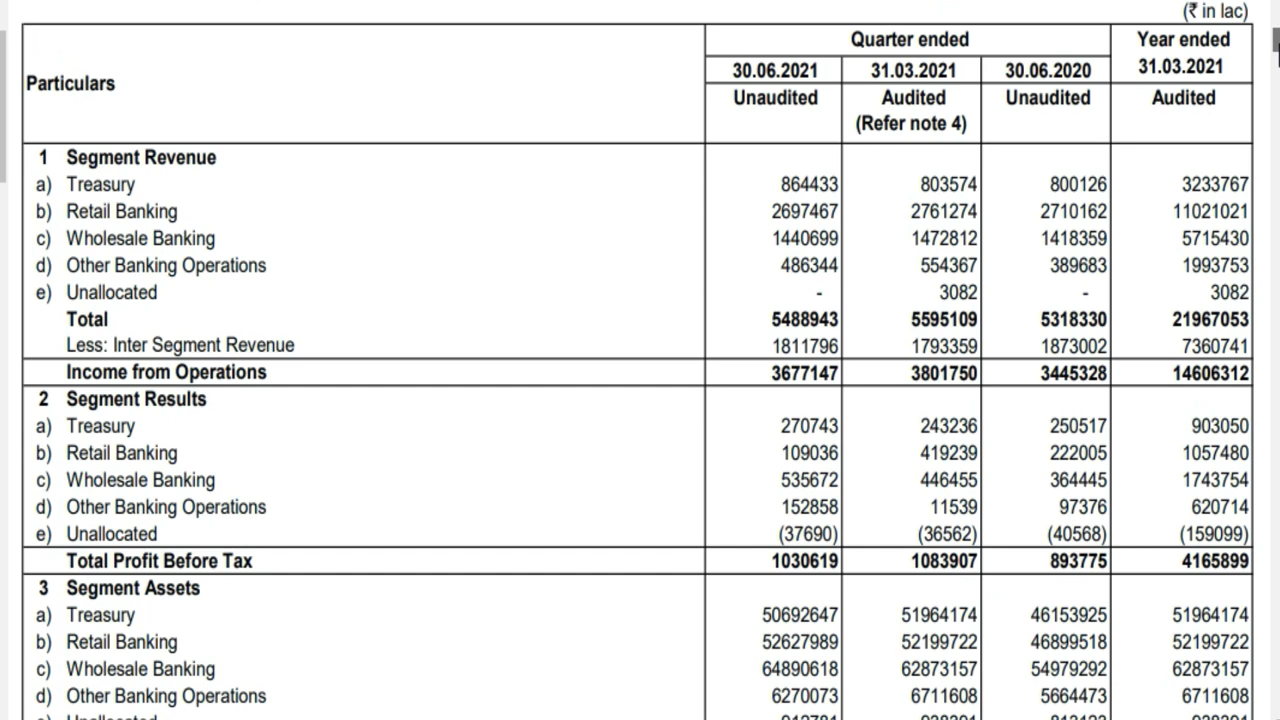 (₹ in lac)
Particulars Quarter ended Year ended
30.06.2021 31.03.2021 30.06.2020 31.03.2021
Unaudited Audited Unaudited Audited
(Refer note 4)
1 Segment Revenue
a) Treasury 864433 803574 800126 3233767
b) Retail Banking 2697467 2761274 2710162 11021021
c) Wholesale Banking 1440699 1472812 1418359 5715430
d) Other Banking Operations 486344 554367 389683 1993753
e) Unallocated - 3082 - 3082
Total 5488943 5595109 5318330 21967053
Less: Inter Segment Revenue 1811796 1793359 1873002 7360741
Income from Operations 3677147 3801750 3445328 14606312
2 Segment Results
a) Treasury 270743 243236 250517 903050
b) Retail Banking 109036 419239 222005 1057480
c) Wholesale Banking 535672 446455 364445 1743754
d) Other Banking Operations 152858 11539 97376 620714
e) Unallocated (37690) (36562) (40568) (159099)
Total Profit Before Tax 1030619 1083907 893775 4165899
3 Segment Assets
a) Treasury 50692647 51964174 46153925 51964174
b) Retail Banking 52627989 52199722 46899518 52199722
c) Wholesale Banking 64890618 62873157 54979292 62873157
d) Other Banking Operations 6270073 6711608 5664473 6711608
e) Unallocated